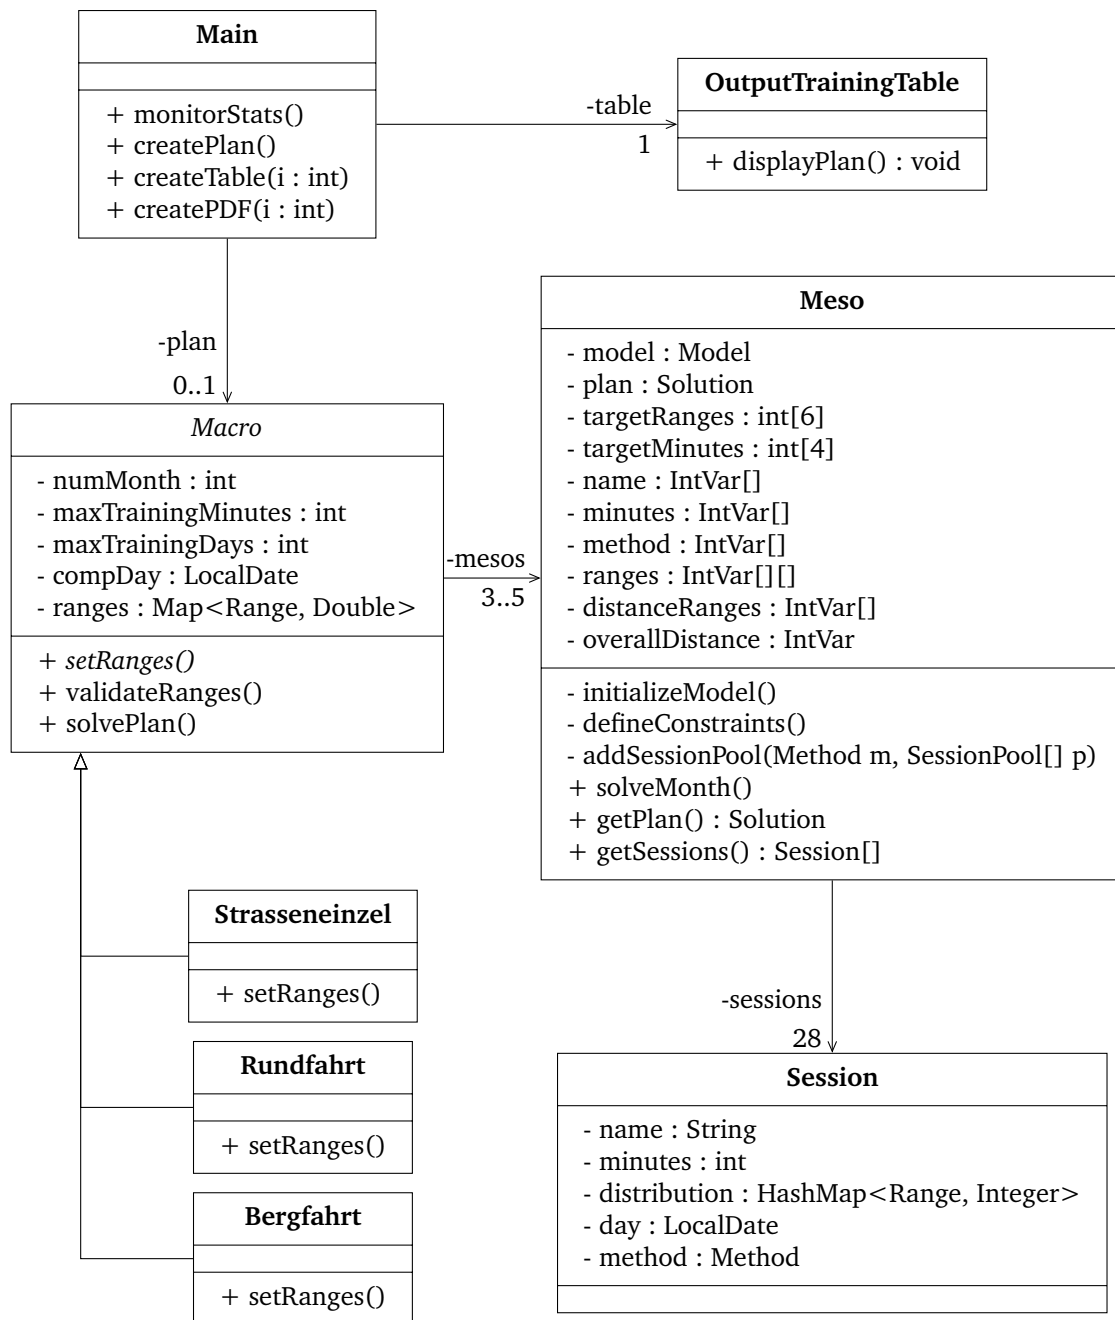 Main
+ monitorStats()
+ createPlan()
+ createTable(i : int)
+ createPDF(i : int)
-table
1
OutputTrainingTable
+ displayPlan() : void
-plan
0..1
Macro
- numMonth : int
- maxTrainingMinutes : int
- maxTrainingDays : int
- compDay : LocalDate
- ranges : Map<Range, Double>
+ setRanges()
+ validateRanges()
+ solvePlan()
-mesos
3..5
Meso
- model : Model
- plan : Solution
- targetRanges : int[6]
- targetMinutes : int[4]
- name : IntVar[]
- minutes : IntVar[]
- method : IntVar[]
- ranges : IntVar[][]
- distanceRanges : IntVar[]
- overallDistance : IntVar
- initializeModel()
- defineConstraints()
- addSessionPool(Method m, SessionPool[] p)
+ solveMonth()
+ getPlan() : Solution
+ getSessions() : Session[]
Strasseneinzel
+ setRanges()
Rundfahrt
+ setRanges()
Bergfahrt
+ setRanges()
-sessions
28
Session
- name : String
- minutes : int
- distribution : HashMap<Range, Integer>
- day : LocalDate
- method : Method